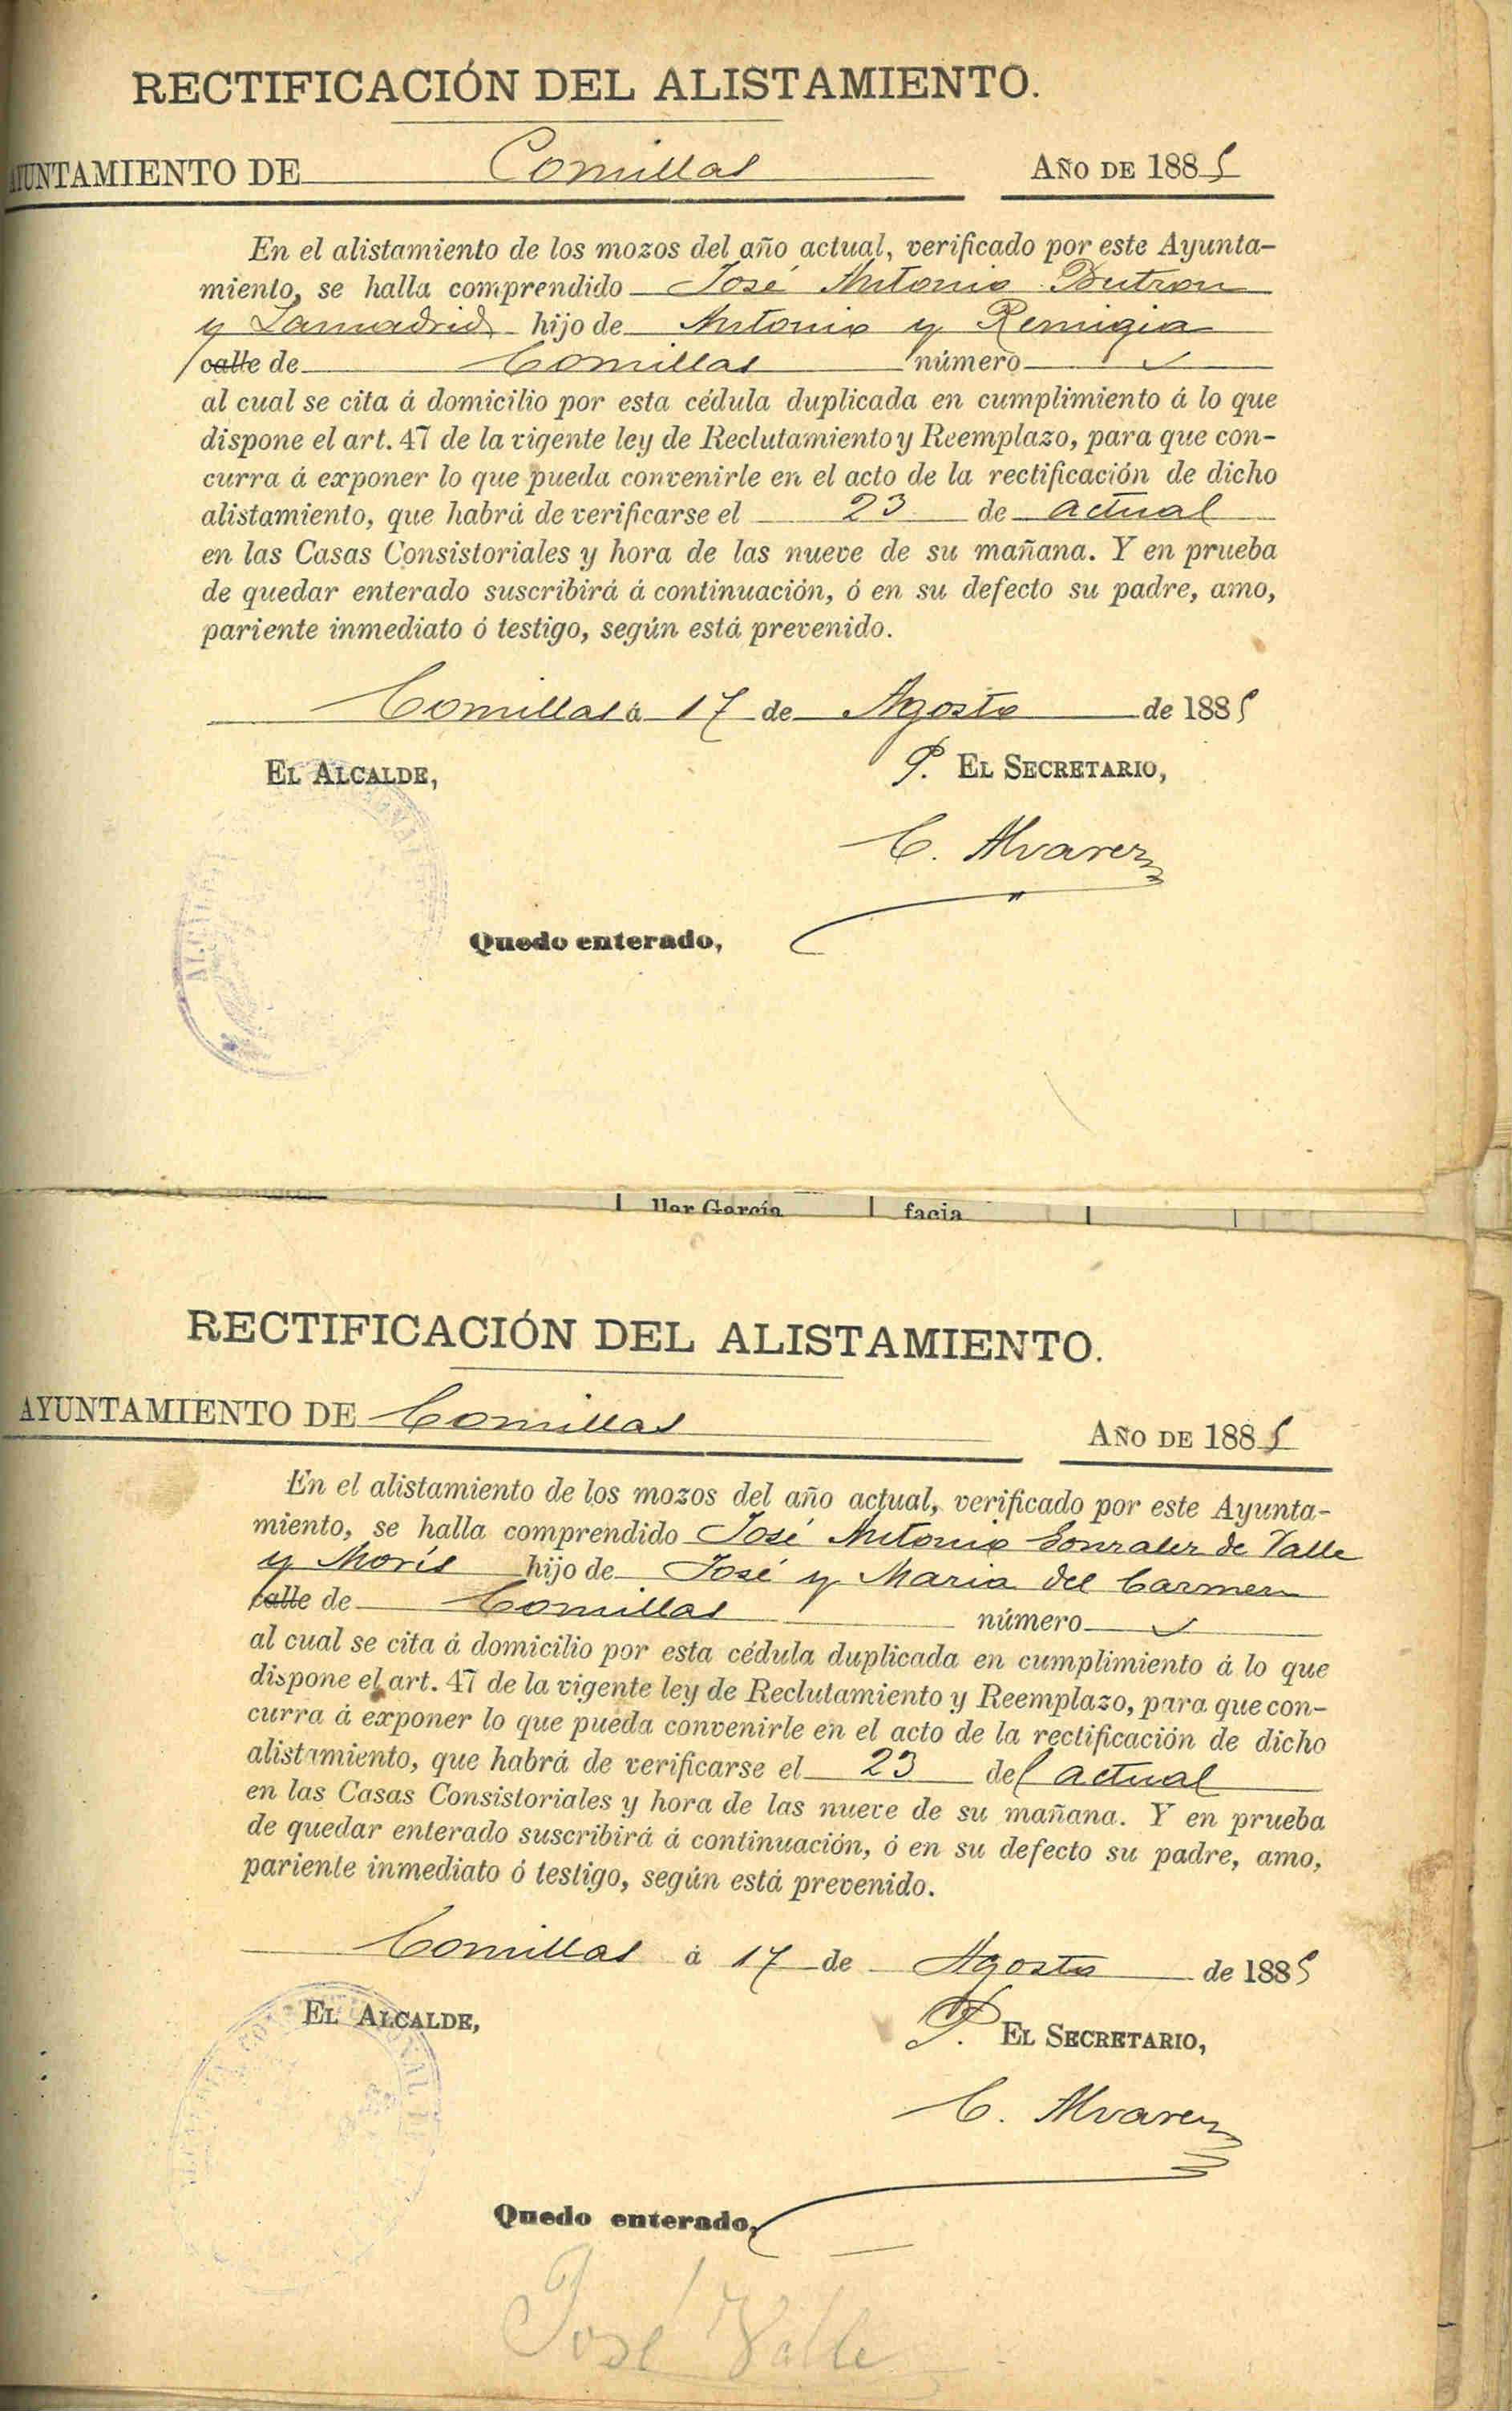 RECTIFICACIÓN DEL ALISTAMIENTO.
AYUNTAMIENTO DE Comillas AÑO DE 1885
En el alistamiento de los mozos del año actual, verificado por este Ayunta-
miento, se halla comprendido José Antonio Butron
y Lamadrid hijo de Antonio y Remigia
calle de Comillas número
al cual se cita á domicilio por esta cédula duplicada en cumplimiento á lo que
dispone el art. 47 de la vigente ley de Reclutamiento y Reemplazo, para que con-
curra á exponer lo que pueda convenirle en el acto de la rectificación de dicho
alistamiento, que habrá de verificarse el 23 de actual
en las Casas Consistoriales y hora de las nueve de su mañana. Y en prueba
de quedar enterado suscribirá á continuación, ó en su defecto su padre, amo,
pariente inmediato ó testigo, según está prevenido.
Comillas á 17 de Agosto de 1885
EL ALCALDE, P. EL SECRETARIO,
C. Alvarez
Quedo enterado,
llar García facia
RECTIFICACIÓN DEL ALISTAMIENTO.
AYUNTAMIENTO DE Comillas AÑO DE 1885
En el alistamiento de los mozos del año actual, verificado por este Ayunta-
miento, se halla comprendido José Antonio Gonzalez de Valle
y Morís hijo de José y Maria del Carmen
calle de Comillas número
al cual se cita á domicilio por esta cédula duplicada en cumplimiento á lo que
dispone el art. 47 de la vigente ley de Reclutamiento y Reemplazo, para que con-
curra á exponer lo que pueda convenirle en el acto de la rectificación de dicho
alistamiento, que habrá de verificarse el 23 del actual
en las Casas Consistoriales y hora de las nueve de su mañana. Y en prueba
de quedar enterado suscribirá á continuación, ó en su defecto su padre, amo,
pariente inmediato ó testigo, según está prevenido.
Comillas á 17 de Agosto de 1885
EL ALCALDE, P. EL SECRETARIO,
C. Alvarez
Quedo enterado,
José Valle